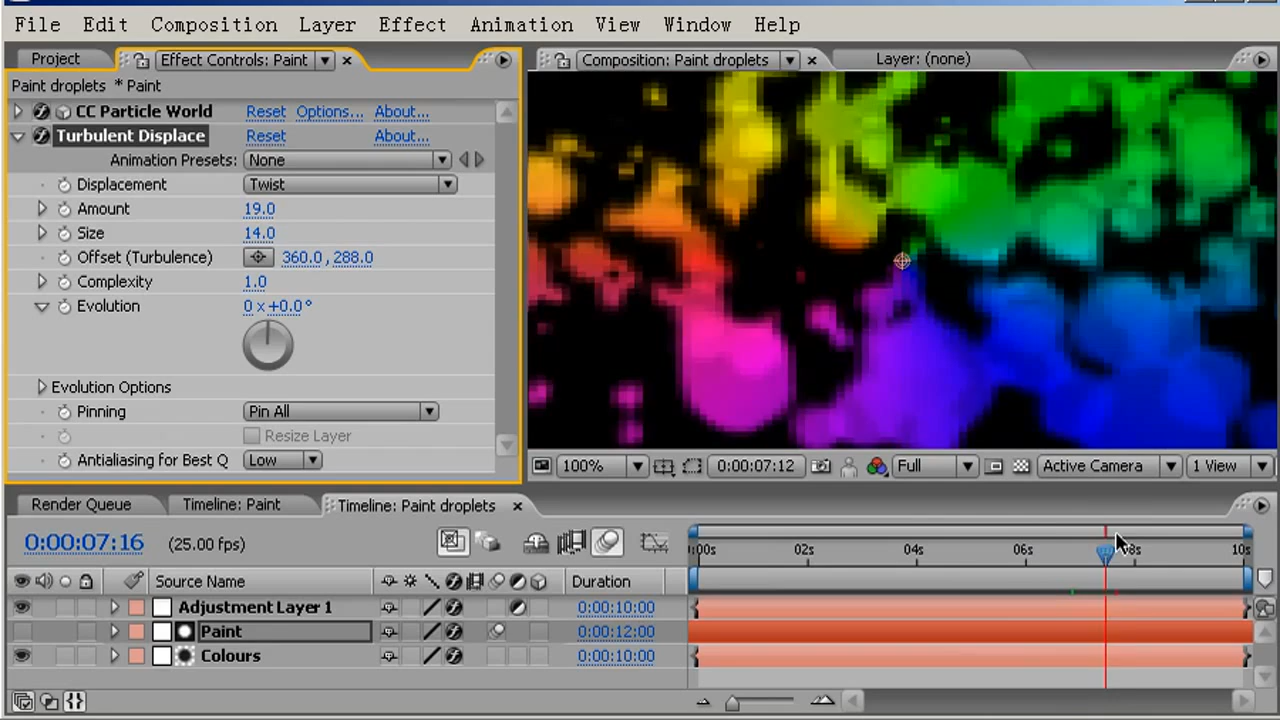 File Edit Composition Layer Effect Animation View Window Help
Project Effect Controls: Paint
Paint droplets * Paint
CC Particle World Reset Options... About...
Turbulent Displace Reset About...
Animation Presets: None
Displacement Twist
Amount 19.0
Size 14.0
Offset (Turbulence) 360.0, 288.0
Complexity 1.0
Evolution 0 x +0.0°
Evolution Options
Pinning Pin All
Resize Layer
Antialiasing for Best Q Low
Composition: Paint droplets Layer: (none)
100% 0:00:07:12 Full Active Camera 1 View
Render Queue Timeline: Paint Timeline: Paint droplets
0:00:07:16 (25.00 fps)
:00s 02s 04s 06s 8s 10s
Source Name Duration
Adjustment Layer 1 0:00:10:00
Paint 0:00:12:00
Colours 0:00:10:00